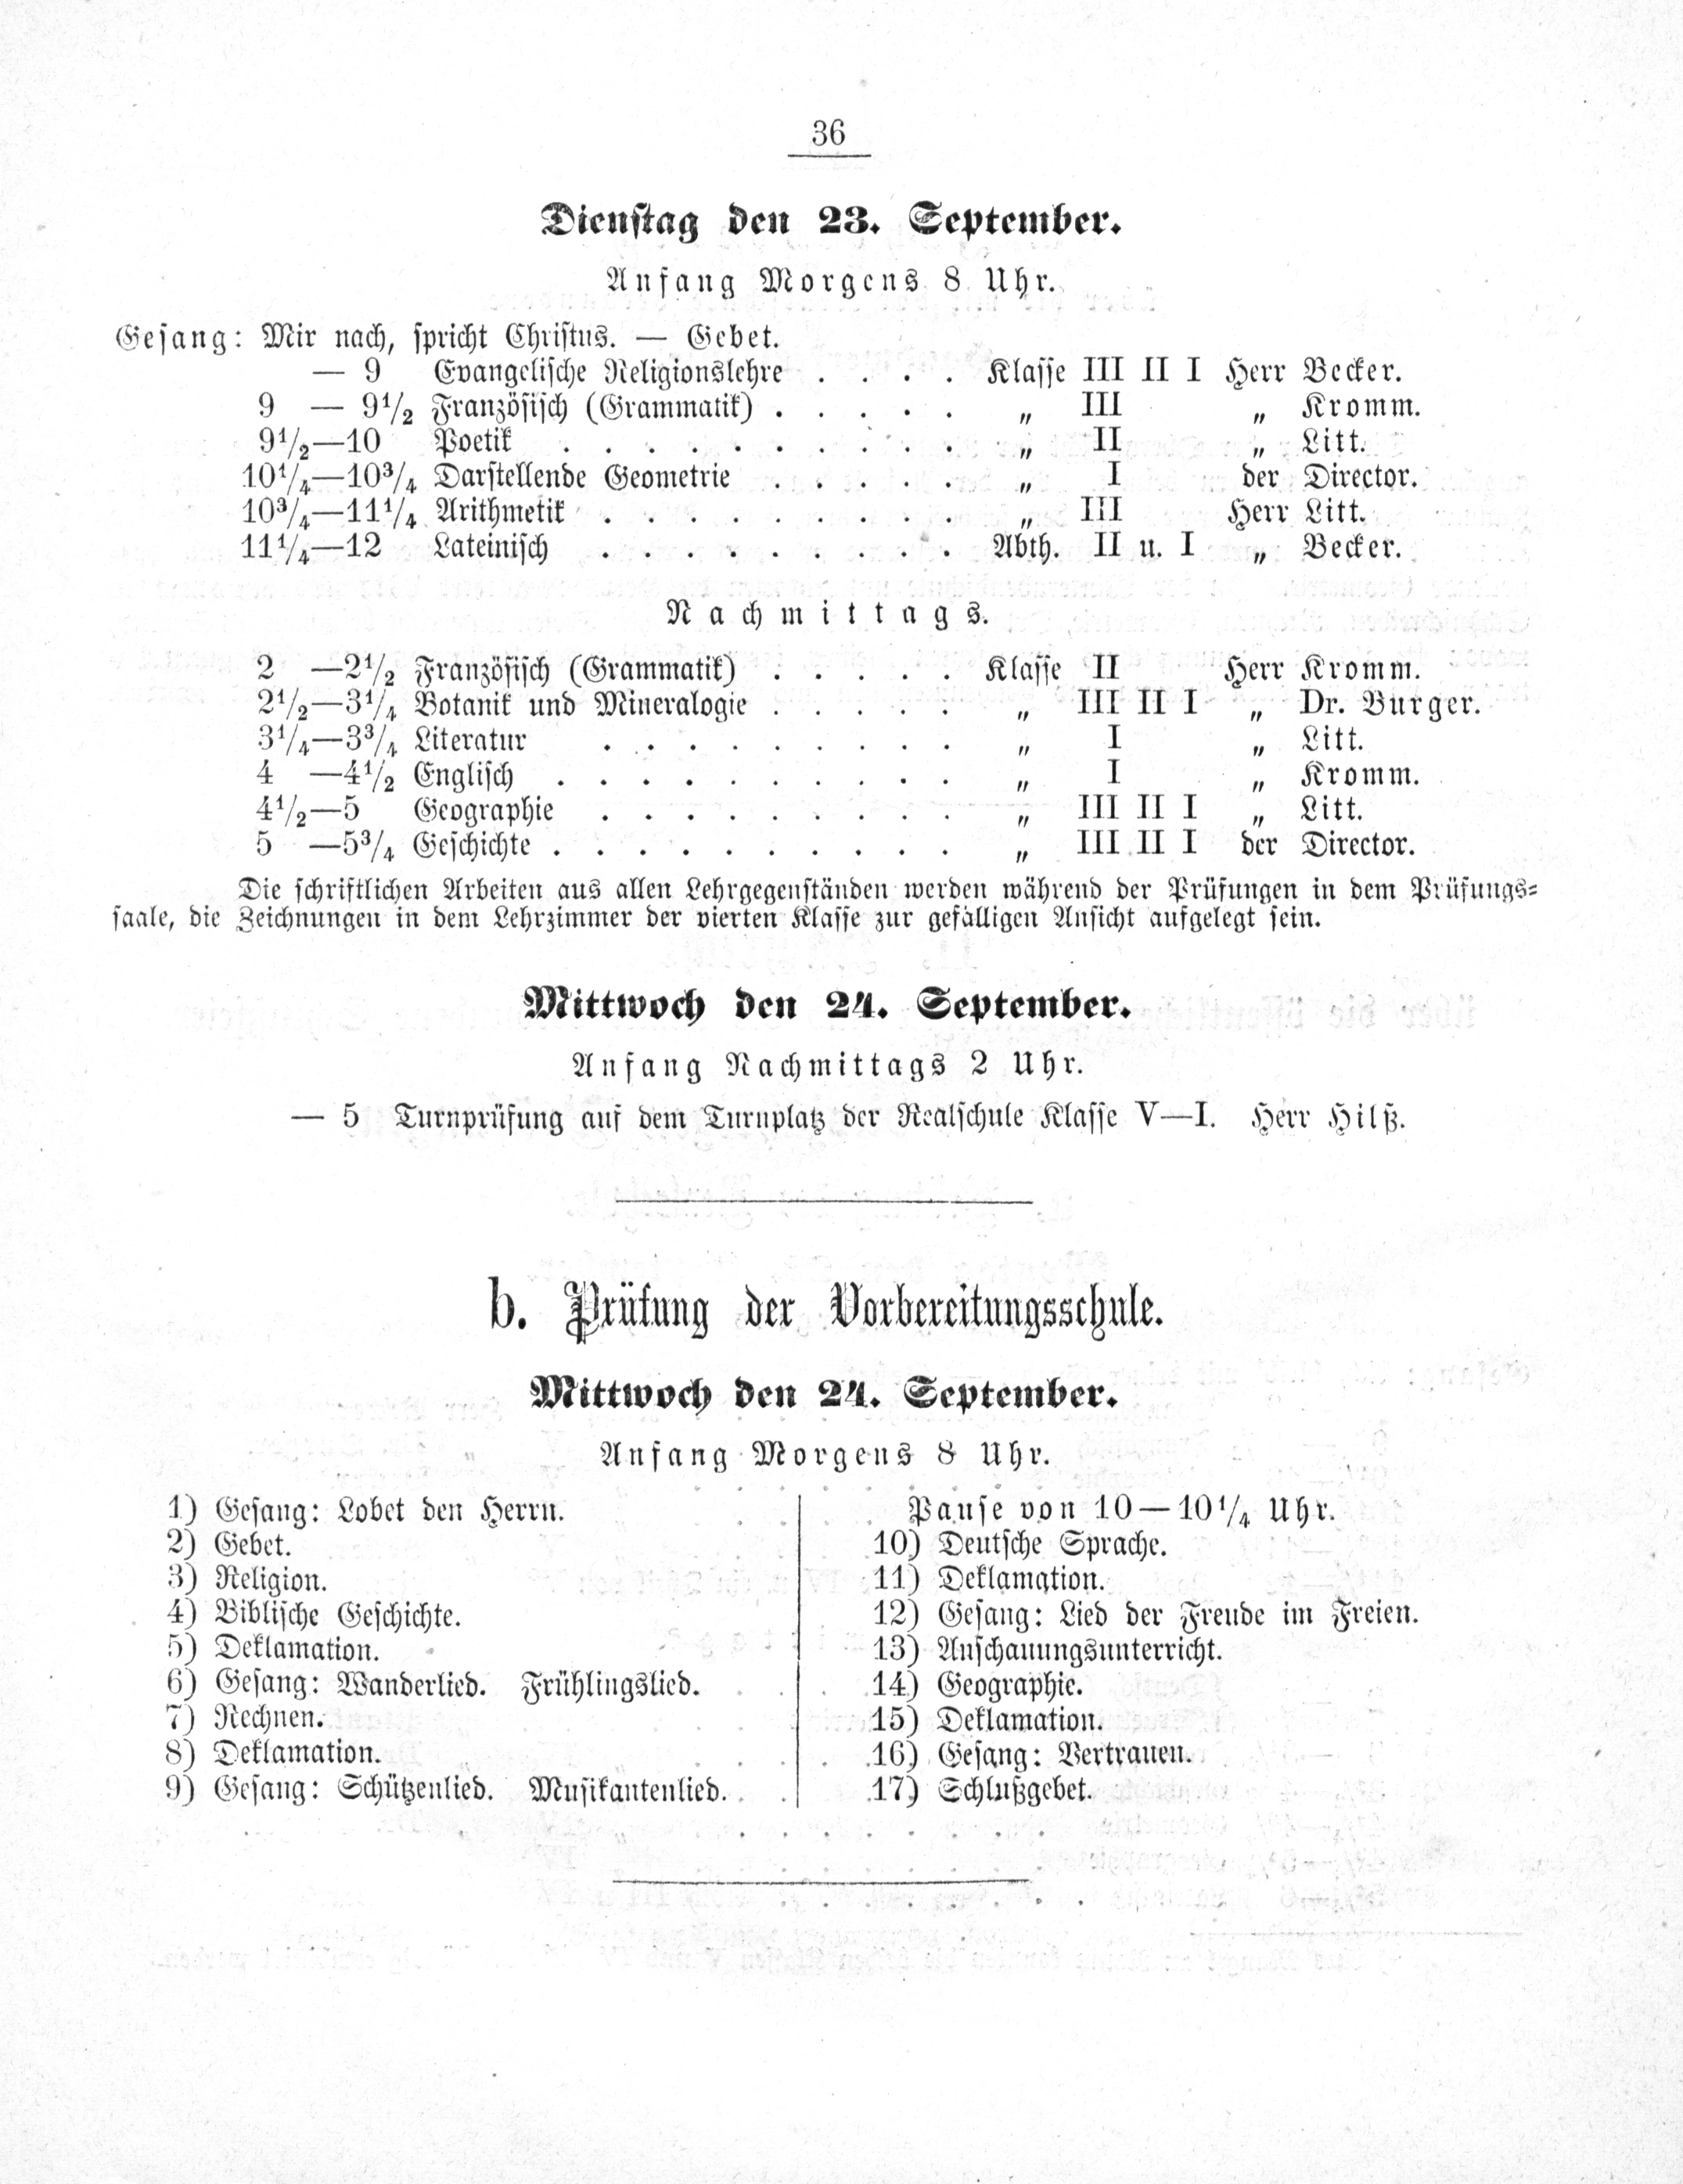 36
Dienstag den 23. September.
Anfang Morgens 8 Uhr.
Gesang: Mir nach, spricht Christus. — Gebet.
— 9 Evangelische Religionslehre . . . . Klasse III II I Herr Becker.
9 — 9½ Französisch (Grammatik) . . . . . „ III „ Kromm.
9½—10 Poetik . . . . . . . . . . „ II „ Litt.
10¼—10¾ Darstellende Geometrie . . . . . „ I der Director.
10¾—11¼ Arithmetik . . . . . . . . . „ III Herr Litt.
11¼—12 Lateinisch . . . . . . . . . Abth. II u. I „ Becker.
Nachmittags.
2 —2½ Französisch (Grammatik) . . . . . Klasse II Herr Kromm.
2½—3¼ Botanik und Mineralogie . . . . . „ III II I „ Dr. Burger.
3¼—3¾ Literatur . . . . . . . . . „ I „ Litt.
4 —4½ Englisch . . . . . . . . . . „ I „ Kromm.
4½—5 Geographie . . . . . . . . . „ III II I „ Litt.
5 —5¾ Geschichte . . . . . . . . . . „ III II I der Director.
Die schriftlichen Arbeiten aus allen Lehrgegenständen werden während der Prüfungen in dem Prüfungs-
saale, die Zeichnungen in dem Lehrzimmer der vierten Klasse zur gefälligen Ansicht aufgelegt sein.
Mittwoch den 24. September.
Anfang Nachmittags 2 Uhr.
— 5 Turnprüfung auf dem Turnplatz der Realschule Klasse V—I. Herr Hilß.
b. Prüfung der Vorbereitungsschule.
Mittwoch den 24. September.
Anfang Morgens 8 Uhr.
1) Gesang: Lobet den Herrn.
2) Gebet.
3) Religion.
4) Biblische Geschichte.
5) Deklamation.
6) Gesang: Wanderlied. Frühlingslied.
7) Rechnen.
8) Deklamation.
9) Gesang: Schützenlied. Musikantenlied.
Pause von 10—10¼ Uhr.
10) Deutsche Sprache.
11) Deklamation.
12) Gesang: Lied der Freude im Freien.
13) Anschauungsunterricht.
14) Geographie.
15) Deklamation.
16) Gesang: Vertrauen.
17) Schlußgebet.